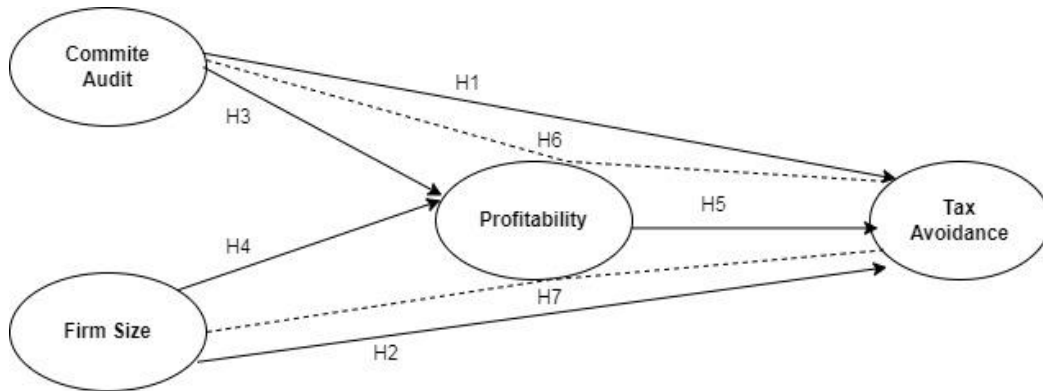 Commite
Audit
H1
H3
H6
Profitability
H5
Tax
Avoidance
H4
H7
Firm Size
H2